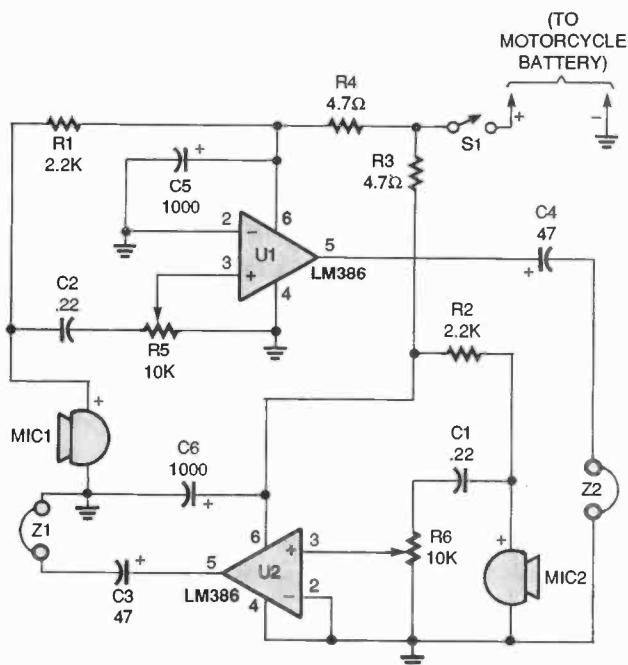 (TO
MOTORCYCLE
BATTERY)
R4
4.7Ω
R1
2.2K
S1
+
−
R3
4.7Ω
+
C5
1000
2
−
6
U1
5
LM386
3
+
4
C4
47
+
C2
.22
R5
10K
R2
2.2K
+
MIC1
C6
1000
+
C1
.22
Z2
Z1
6
+
3
R6
10K
+
5
U2
LM386
4
−
2
MIC2
+
C3
47